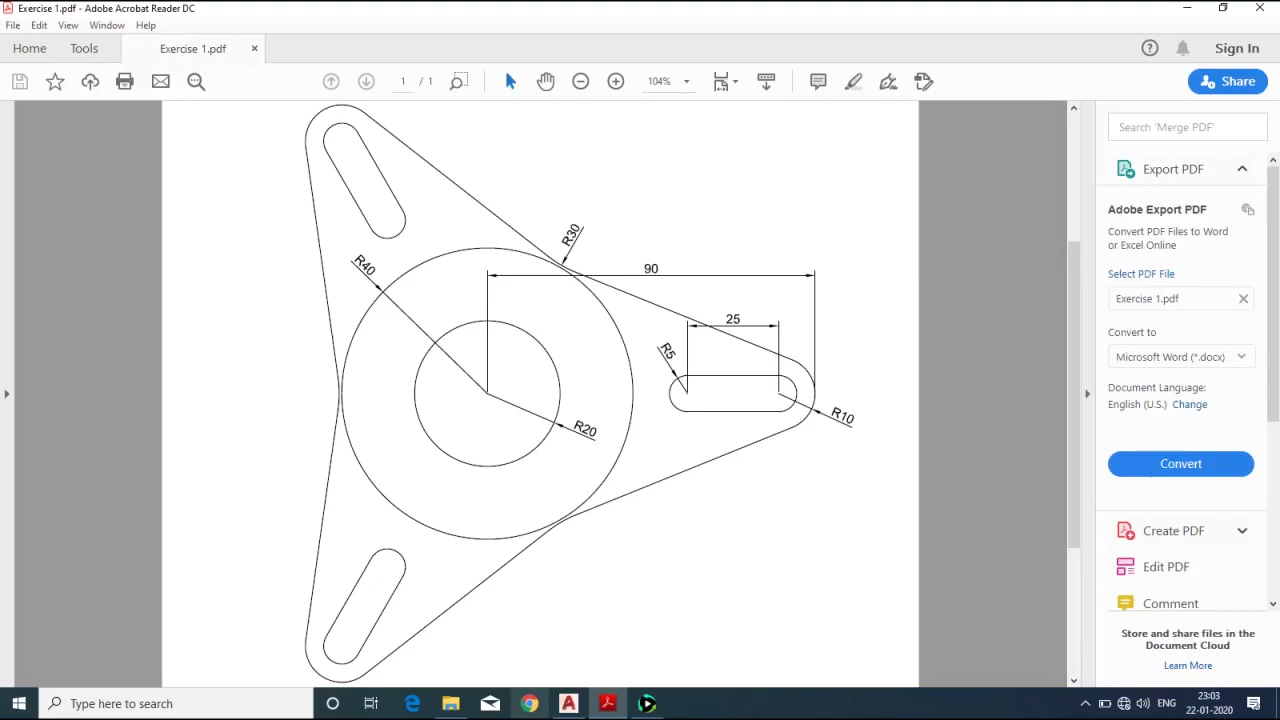 Exercise 1.pdf - Adobe Acrobat Reader DC
File Edit View Window Help
Home Tools Exercise 1.pdf × Sign In
1 / 1 104% Share
Search 'Merge PDF'
Export PDF
Adobe Export PDF
Convert PDF Files to Word
or Excel Online
Select PDF File
Exercise 1.pdf
Convert to
Microsoft Word (*.docx)
Document Language:
English (U.S.) Change
Convert
Create PDF
Edit PDF
Comment
Store and share files in the
Document Cloud
Learn More
R30
R40
90
25
R5
R10
R20
Type here to search
ENG
23:03
22-01-2020